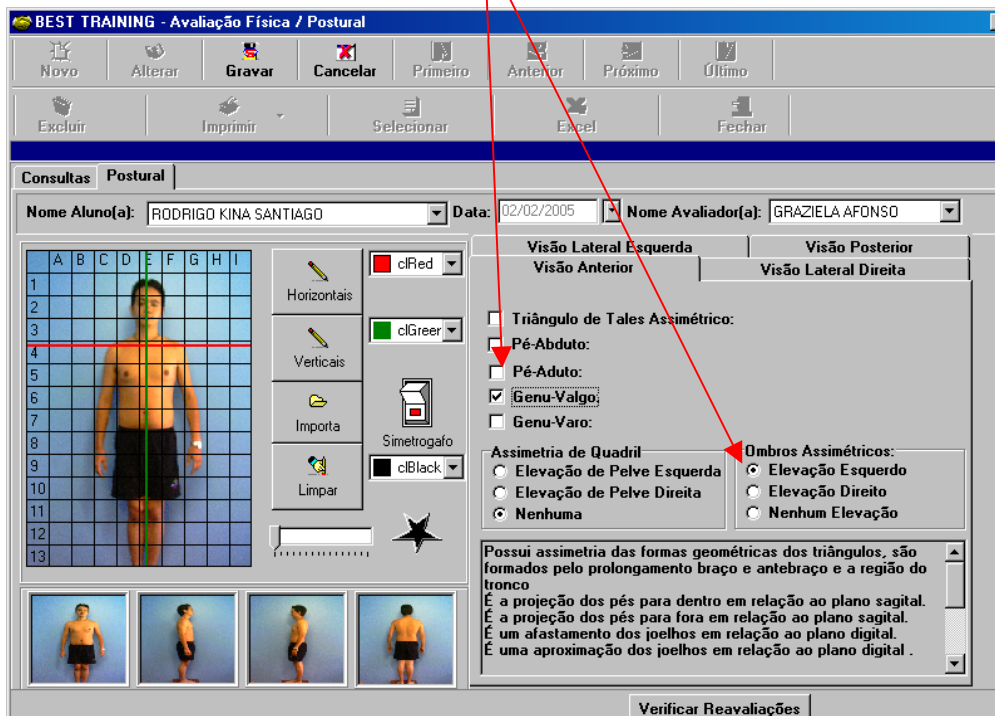 BEST TRAINING - Avaliação Física / Postural
Novo Alterar Gravar Cancelar Primeiro Anterior Próximo Último
Excluir Imprimir Selecionar Excel Fechar
Consultas Postural
Nome Aluno(a): RODRIGO KINA SANTIAGO Data: 02/02/2005 Nome Avaliador(a): GRAZIELA AFONSO
A B C D E F G H I
1
2
3
4
5
6
7
8
9
10
11
12
13
Horizontais
Verticais
Importa
Limpar
clRed
clGreer
Simetrogafo
clBlack
Visão Lateral Esquerda Visão Posterior
Visão Anterior Visão Lateral Direita
Triângulo de Tales Assimétrico:
Pé-Abduto:
Pé-Aduto:
Genu-Valgo:
Genu-Varo:
Assimetria de Quadril
Elevação de Pelve Esquerda
Elevação de Pelve Direita
Nenhuma
Ombros Assimétricos:
Elevação Esquerdo
Elevação Direito
Nenhum Elevação
Possui assimetria das formas geométricas dos triângulos, são
formados pelo prolongamento braço e antebraço e a região do
tronco
É a projeção dos pés para dentro em relação ao plano sagital.
É a projeção dos pés para fora em relação ao plano sagital.
É um afastamento dos joelhos em relação ao plano digital.
É uma aproximação dos joelhos em relação ao plano digital .
Verificar Reavaliações